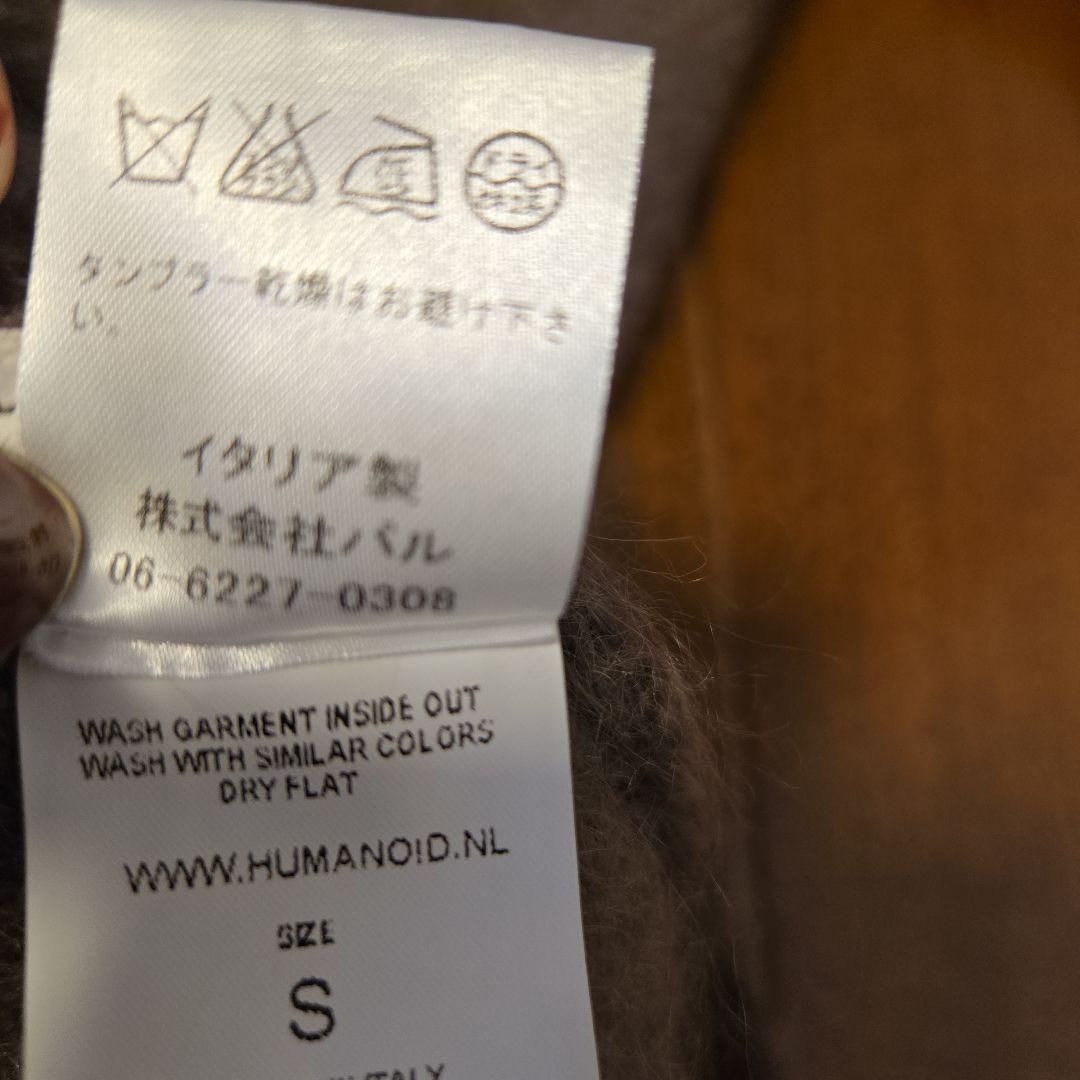 タンブラー乾燥はお避け下さ
い。
イタリア製
株式会社バル
06-6227-0308
WASH GARMENT INSIDE OUT
WASH WITH SIMILAR COLORS
DRY FLAT
WWW.HUMANOID.NL
SIZE
S
ITALY